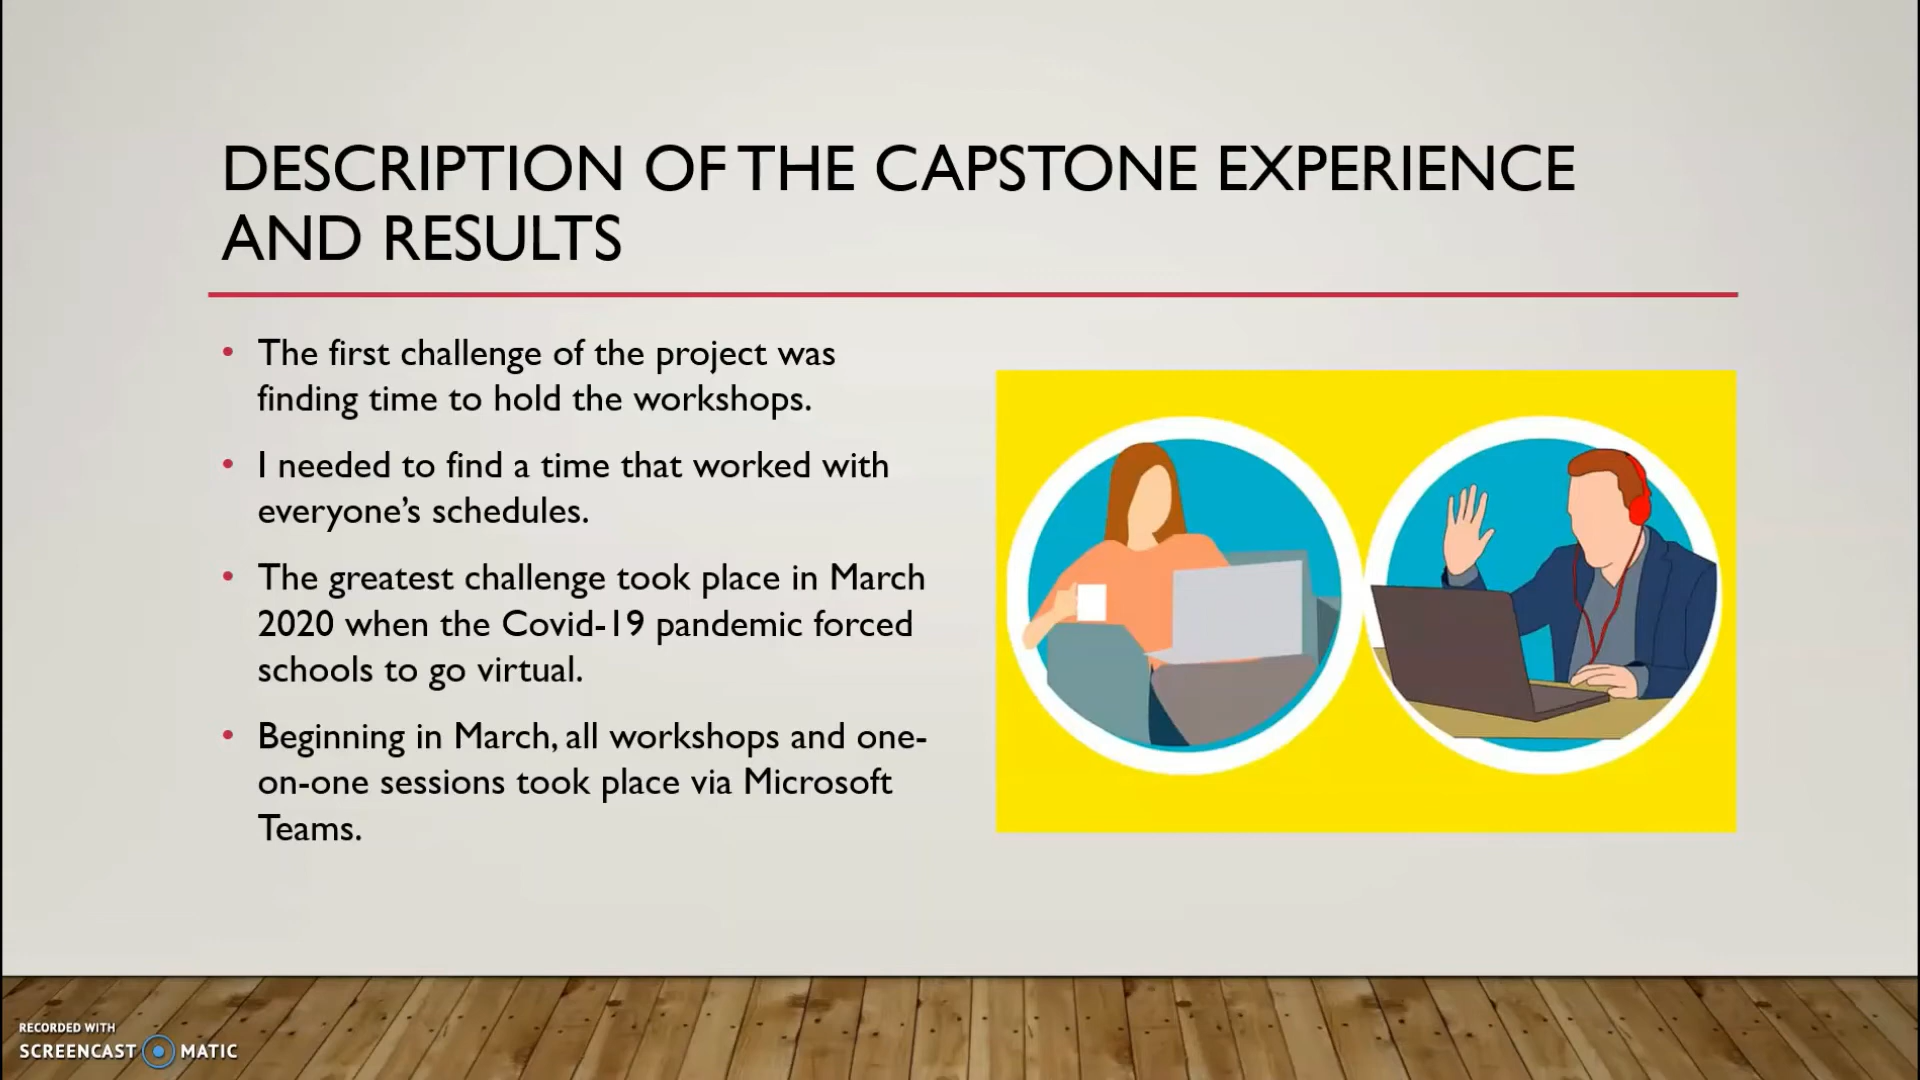 DESCRIPTION OF THE CAPSTONE EXPERIENCE
AND RESULTS
• The first challenge of the project was
finding time to hold the workshops.
• I needed to find a time that worked with
everyone’s schedules.
• The greatest challenge took place in March
2020 when the Covid-19 pandemic forced
schools to go virtual.
• Beginning in March, all workshops and one-
on-one sessions took place via Microsoft
Teams.
RECORDED WITH
SCREENCAST MATIC